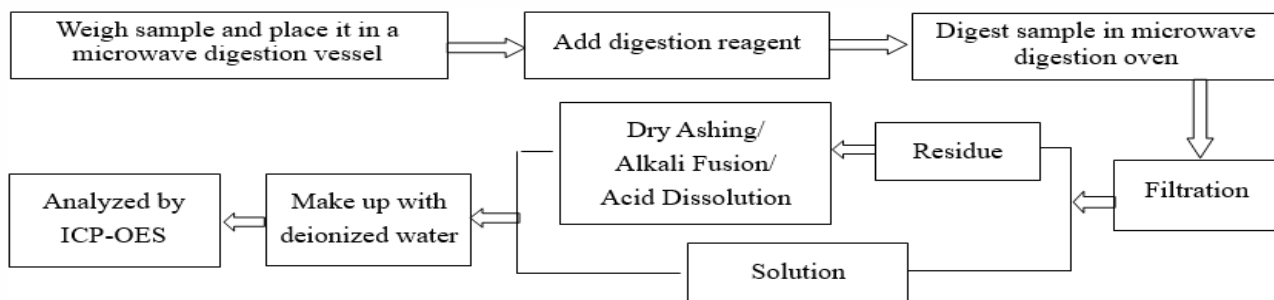 Weigh sample and place it in a
microwave digestion vessel
Add digestion reagent
Digest sample in microwave
digestion oven
Filtration
Residue
Dry Ashing/
Alkali Fusion/
Acid Dissolution
Solution
Make up with
deionized water
Analyzed by
ICP-OES